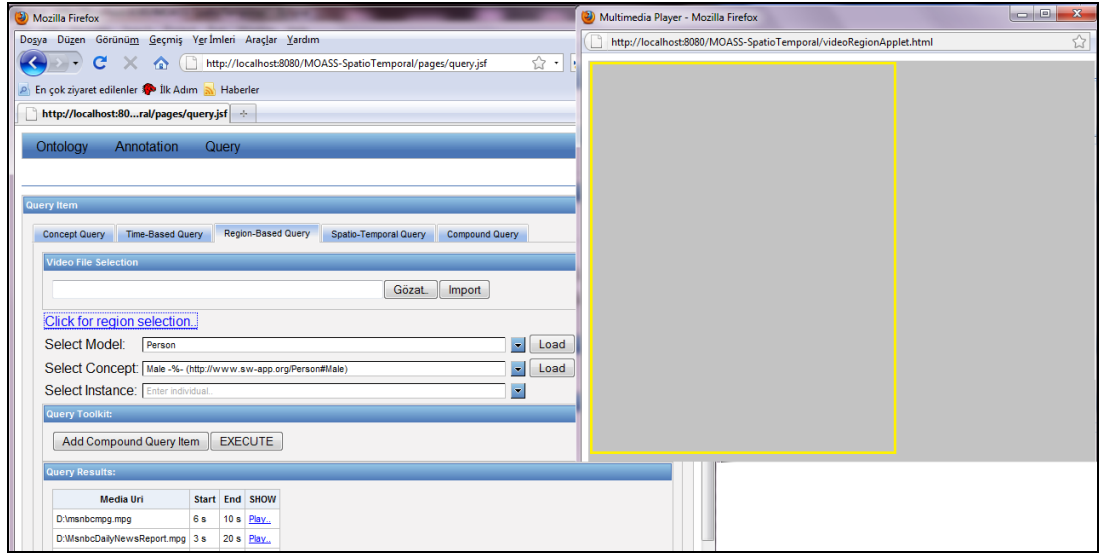 Mozilla Firefox
Dosya Düzen Görünüm Geçmiş Yer İmleri Araçlar Yardım
http://localhost:8080/MOASS-SpatioTemporal/pages/query.jsf
En çok ziyaret edilenler İlk Adım Haberler
http://localhost:80...ral/pages/query.jsf
Ontology Annotation Query
Query Item
Concept Query Time-Based Query Region-Based Query Spatio-Temporal Query Compound Query
Video File Selection
Gözat.. Import
Click for region selection..
Select Model: Person Load
Select Concept: Male -%- (http://www.sw-app.org/Person#Male) Load
Select Instance: Enter individual..
Query Toolkit:
Add Compound Query Item EXECUTE
Query Results:
Media Uri Start End SHOW
D:\msnbcmpg.mpg 6 s 10 s Play..
D:\MsnbcDailyNewsReport.mpg 3 s 20 s Play..
Multimedia Player - Mozilla Firefox
http://localhost:8080/MOASS-SpatioTemporal/videoRegionApplet.html